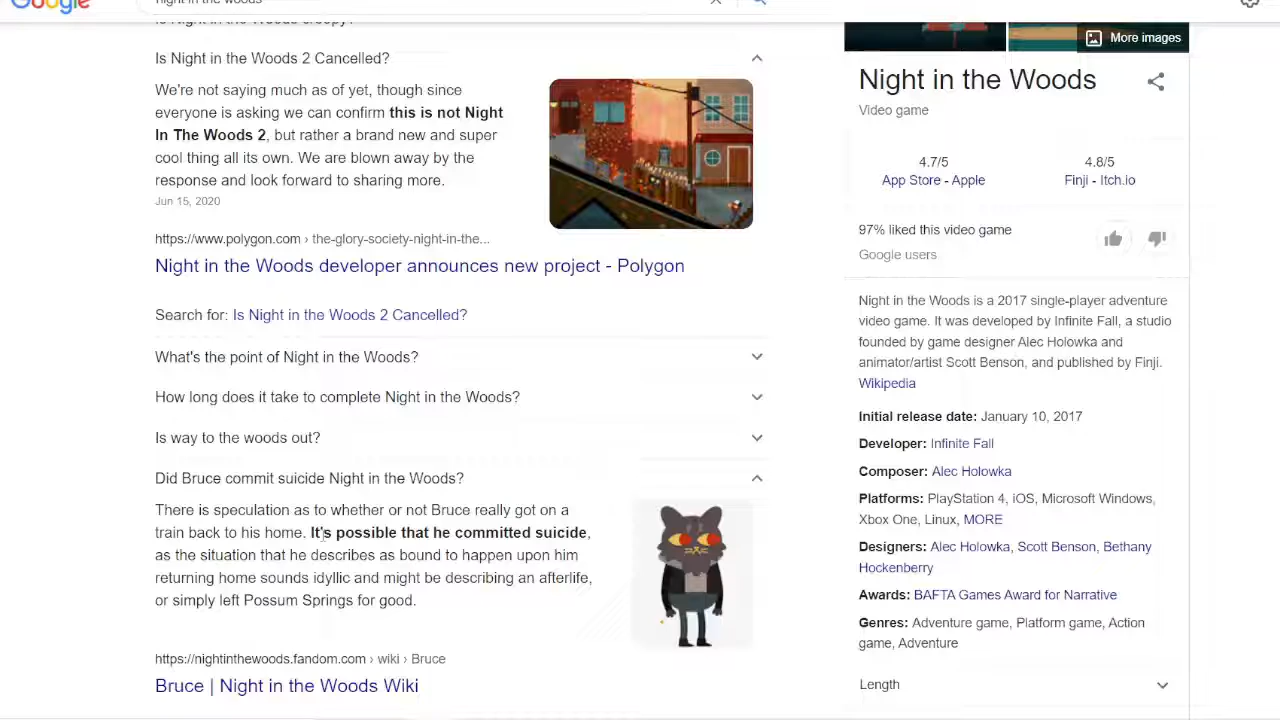 Google
night in the woods
Is Night in the Woods creepy?
Is Night in the Woods 2 Cancelled?
We're not saying much as of yet, though since
everyone is asking we can confirm this is not Night
In The Woods 2, but rather a brand new and super
cool thing all its own. We are blown away by the
response and look forward to sharing more.
Jun 15, 2020
https://www.polygon.com › the-glory-society-night-in-the...
Night in the Woods developer announces new project - Polygon
Search for: Is Night in the Woods 2 Cancelled?
What's the point of Night in the Woods?
How long does it take to complete Night in the Woods?
Is way to the woods out?
Did Bruce commit suicide Night in the Woods?
There is speculation as to whether or not Bruce really got on a
train back to his home. It's possible that he committed suicide,
as the situation that he describes as bound to happen upon him
returning home sounds idyllic and might be describing an afterlife,
or simply left Possum Springs for good.
https://nightinthewoods.fandom.com › wiki › Bruce
Bruce | Night in the Woods Wiki
More images
Night in the Woods
Video game
4.7/5
App Store - Apple
4.8/5
Finji - Itch.io
97% liked this video game
Google users
Night in the Woods is a 2017 single-player adventure
video game. It was developed by Infinite Fall, a studio
founded by game designer Alec Holowka and
animator/artist Scott Benson, and published by Finji.
Wikipedia
Initial release date: January 10, 2017
Developer: Infinite Fall
Composer: Alec Holowka
Platforms: PlayStation 4, iOS, Microsoft Windows,
Xbox One, Linux, MORE
Designers: Alec Holowka, Scott Benson, Bethany
Hockenberry
Awards: BAFTA Games Award for Narrative
Genres: Adventure game, Platform game, Action
game, Adventure
Length